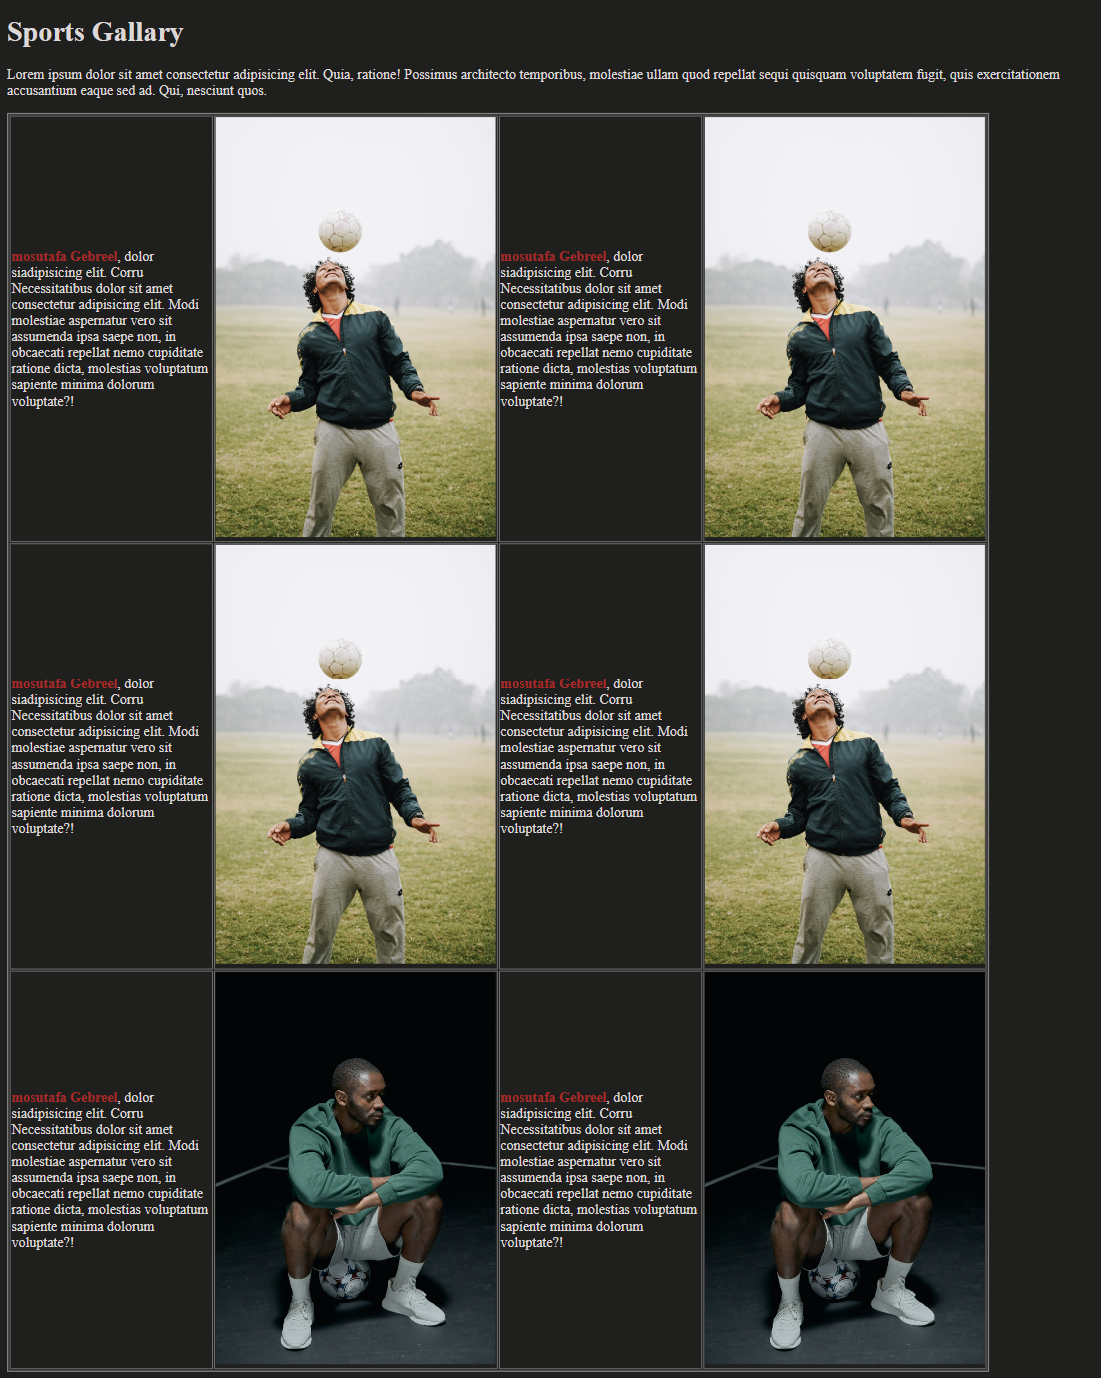 Sports Gallary
Lorem ipsum dolor sit amet consectetur adipisicing elit. Quia, ratione! Possimus architecto temporibus, molestiae ullam quod repellat sequi quisquam voluptatem fugit, quis exercitationem
accusantium eaque sed ad. Qui, nesciunt quos.
mosutafa Gebreel, dolor
siadipisicing elit. Corru
Necessitatibus dolor sit amet
consectetur adipisicing elit. Modi
molestiae aspernatur vero sit
assumenda ipsa saepe non, in
obcaecati repellat nemo cupiditate
ratione dicta, molestias voluptatum
sapiente minima dolorum
voluptate?!
mosutafa Gebreel, dolor
siadipisicing elit. Corru
Necessitatibus dolor sit amet
consectetur adipisicing elit. Modi
molestiae aspernatur vero sit
assumenda ipsa saepe non, in
obcaecati repellat nemo cupiditate
ratione dicta, molestias voluptatum
sapiente minima dolorum
voluptate?!
mosutafa Gebreel, dolor
siadipisicing elit. Corru
Necessitatibus dolor sit amet
consectetur adipisicing elit. Modi
molestiae aspernatur vero sit
assumenda ipsa saepe non, in
obcaecati repellat nemo cupiditate
ratione dicta, molestias voluptatum
sapiente minima dolorum
voluptate?!
mosutafa Gebreel, dolor
siadipisicing elit. Corru
Necessitatibus dolor sit amet
consectetur adipisicing elit. Modi
molestiae aspernatur vero sit
assumenda ipsa saepe non, in
obcaecati repellat nemo cupiditate
ratione dicta, molestias voluptatum
sapiente minima dolorum
voluptate?!
mosutafa Gebreel, dolor
siadipisicing elit. Corru
Necessitatibus dolor sit amet
consectetur adipisicing elit. Modi
molestiae aspernatur vero sit
assumenda ipsa saepe non, in
obcaecati repellat nemo cupiditate
ratione dicta, molestias voluptatum
sapiente minima dolorum
voluptate?!
mosutafa Gebreel, dolor
siadipisicing elit. Corru
Necessitatibus dolor sit amet
consectetur adipisicing elit. Modi
molestiae aspernatur vero sit
assumenda ipsa saepe non, in
obcaecati repellat nemo cupiditate
ratione dicta, molestias voluptatum
sapiente minima dolorum
voluptate?!